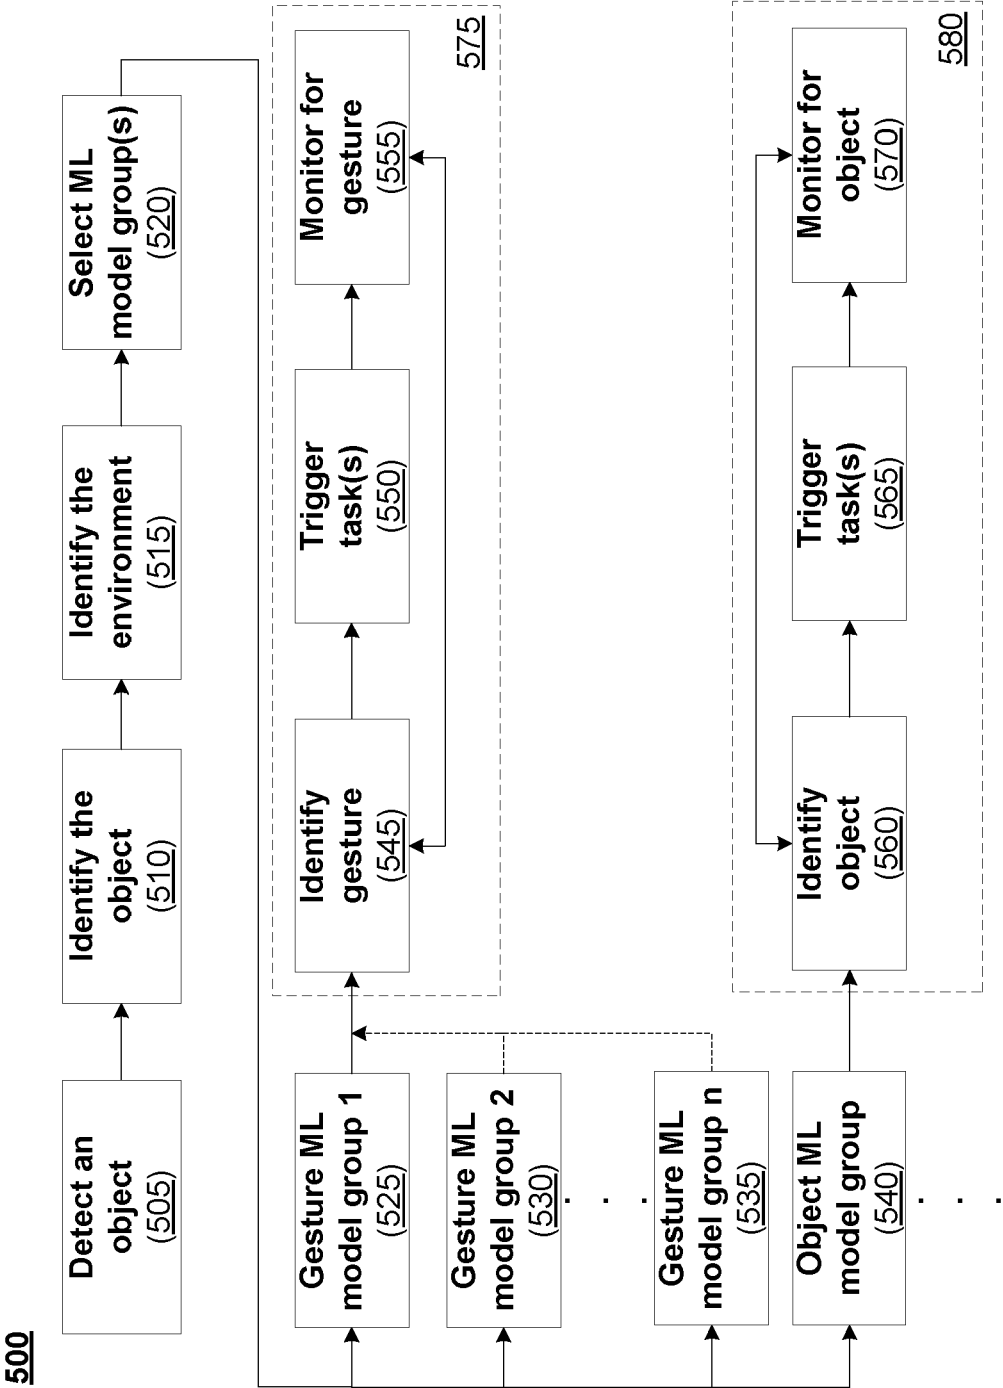 500
Detect an
object
(505)
Identify the
object
(510)
Identify the
environment
(515)
Select ML
model group(s)
(520)
Gesture ML
model group 1
(525)
Identify
gesture
(545)
Trigger
task(s)
(550)
Monitor for
gesture
(555)
575
Gesture ML
model group 2
(530)
. . .
Gesture ML
model group n
(535)
Object ML
model group
(540)
Identify
object
(560)
Trigger
task(s)
(565)
Monitor for
object
(570)
580
. . .